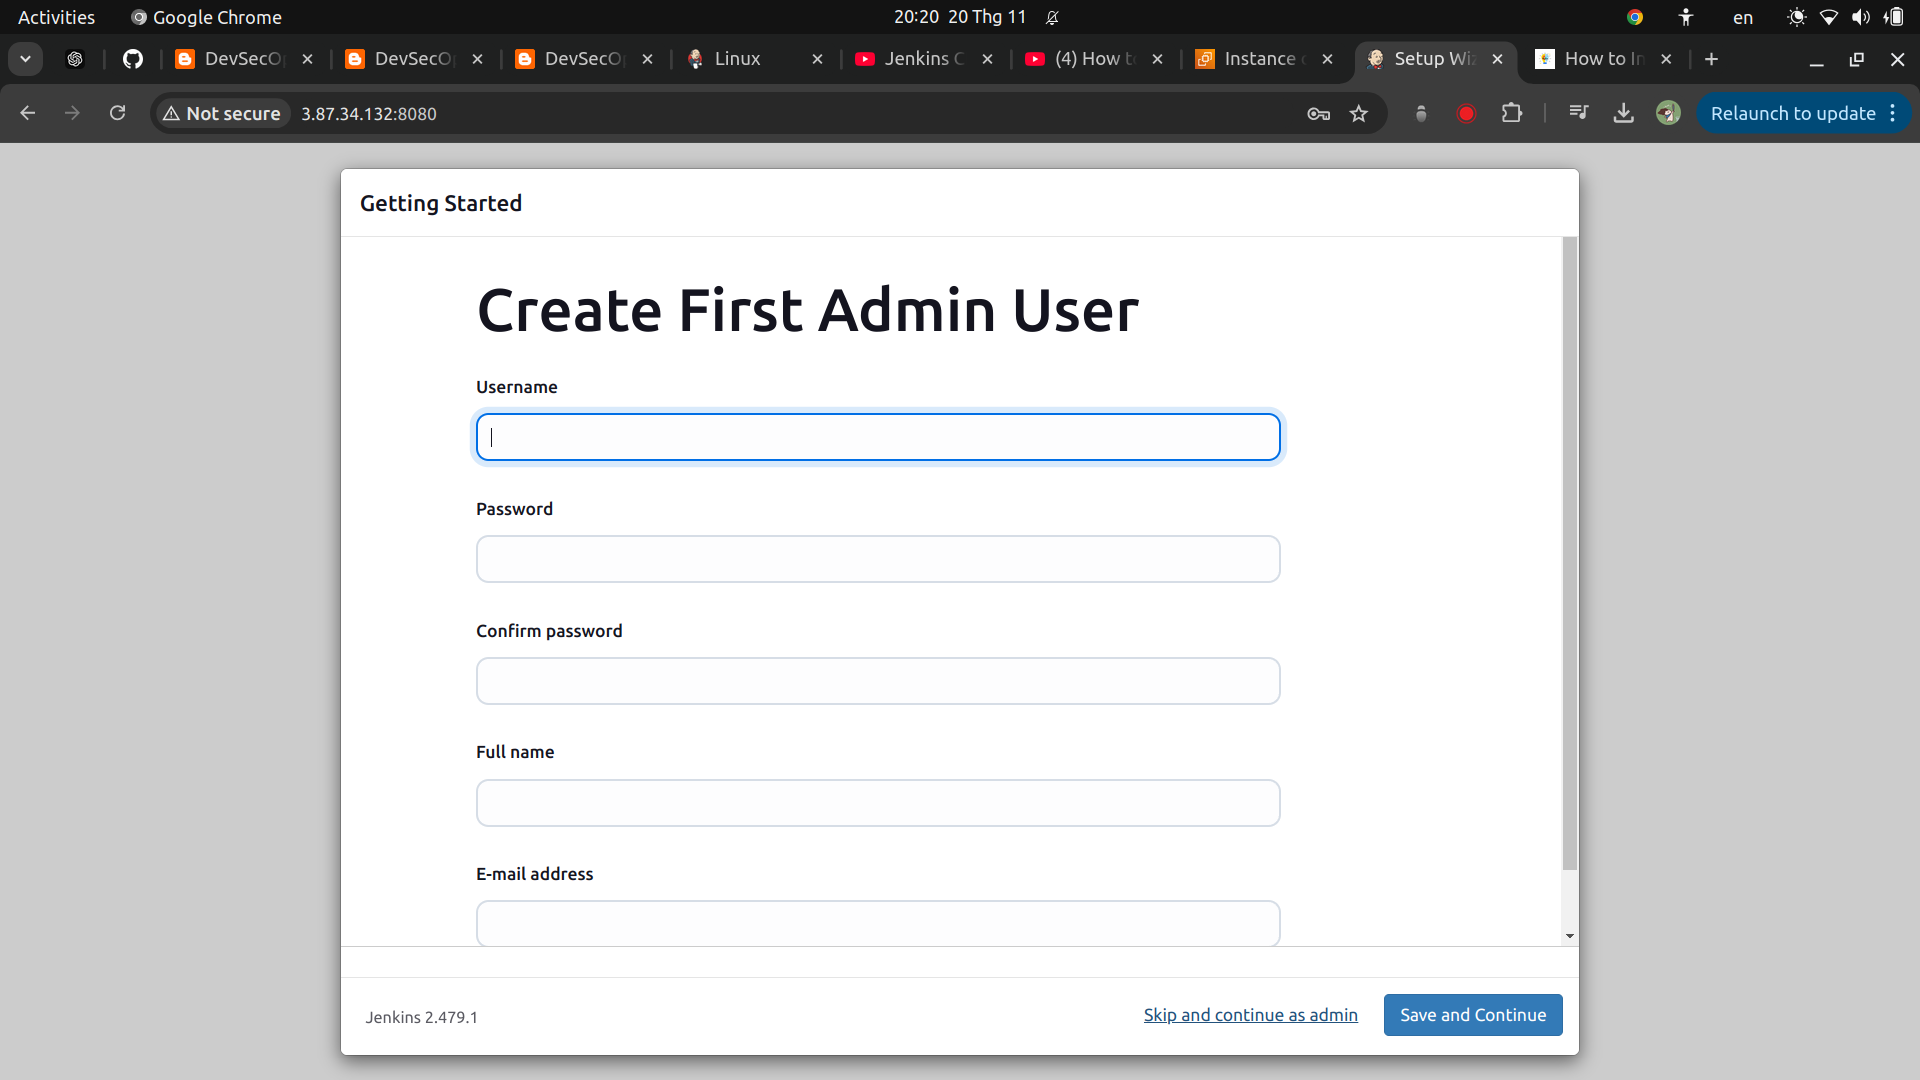 Activities Google Chrome 20:20 20 Thg 11 en
DevSecO DevSecO DevSecO Linux Jenkins C (4) How to Instance Setup Wiz How to In
Not secure 3.87.34.132:8080 Relaunch to update
Getting Started
Create First Admin User
Username
Password
Confirm password
Full name
E-mail address
Jenkins 2.479.1 Skip and continue as admin Save and Continue